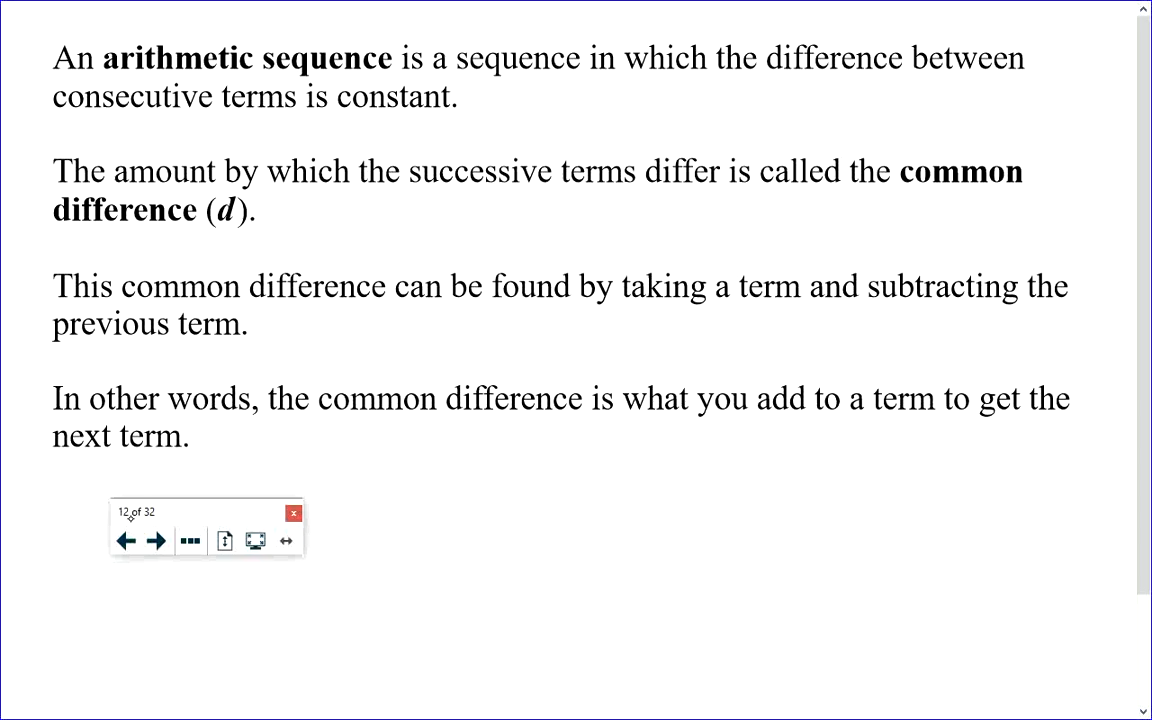 An arithmetic sequence is a sequence in which the difference between
consecutive terms is constant.
The amount by which the successive terms differ is called the common
difference (d).
This common difference can be found by taking a term and subtracting the
previous term.
In other words, the common difference is what you add to a term to get the
next term.
12 of 32